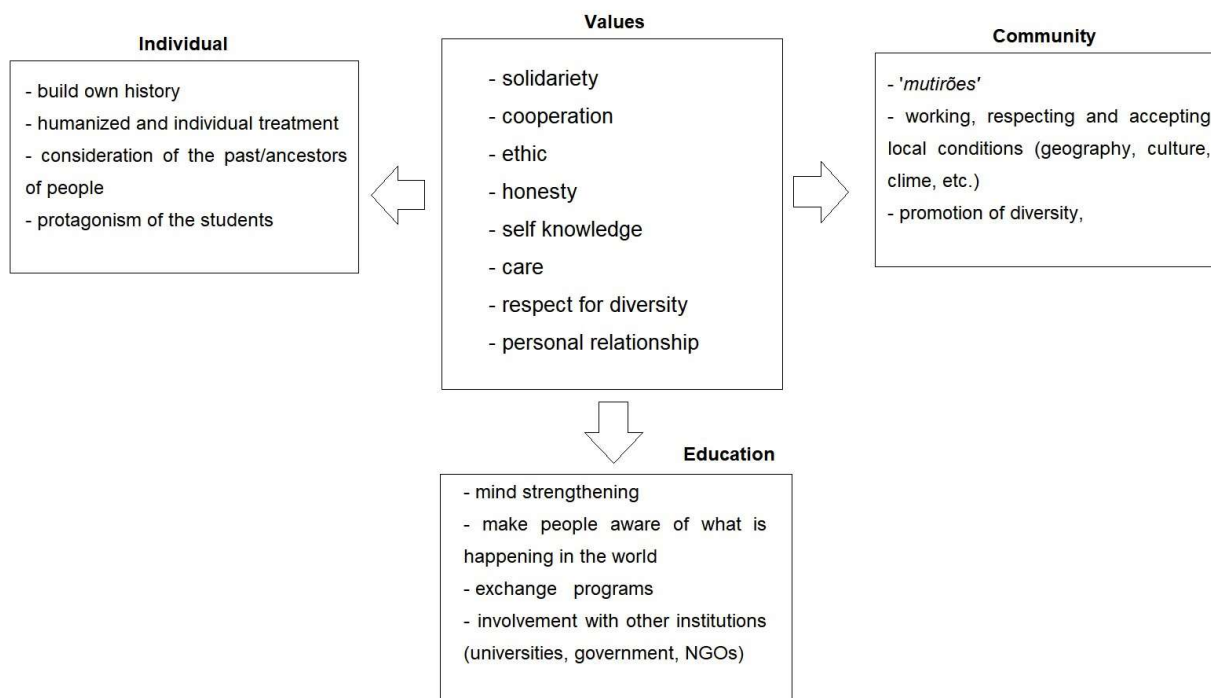 Values
- solidariety
- cooperation
- ethic
- honesty
- self knowledge
- care
- respect for diversity
- personal relationship
Individual
- build own history
- humanized and individual treatment
- consideration of the past/ancestors
of people
- protagonism of the students
Community
- 'mutirões'
- working, respecting and accepting
local conditions (geography, culture,
clime, etc.)
- promotion of diversity,
Education
- mind strengthening
- make people aware of what is
happening in the world
- exchange programs
- involvement with other institutions
(universities, government, NGOs)